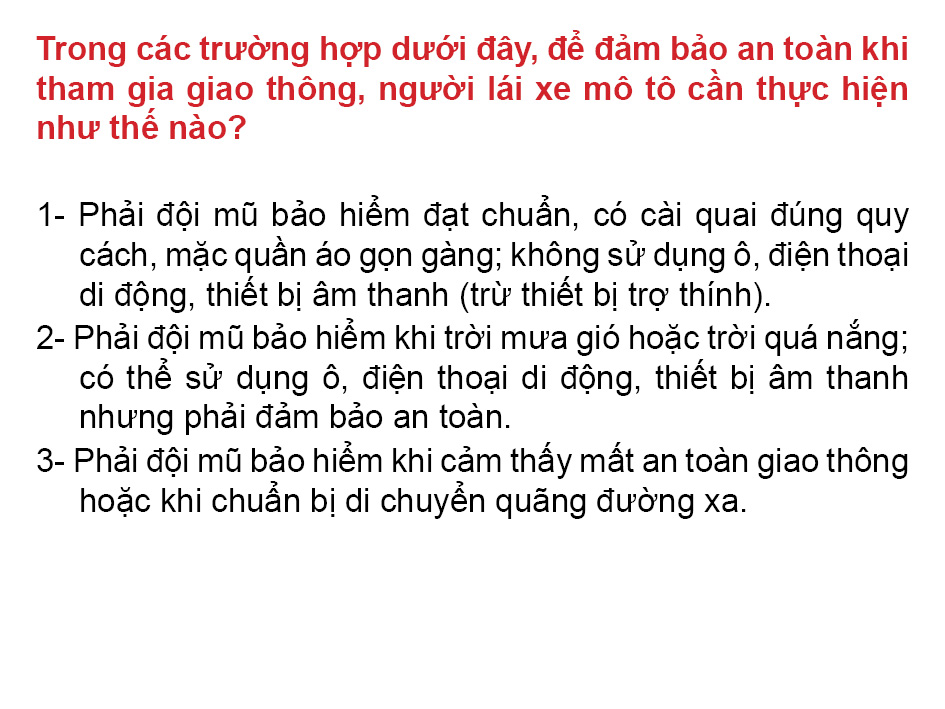 Trong các trường hợp dưới đây, để đảm bảo an toàn khi
tham gia giao thông, người lái xe mô tô cần thực hiện
như thế nào?
1- Phải đội mũ bảo hiểm đạt chuẩn, có cài quai đúng quy
cách, mặc quần áo gọn gàng; không sử dụng ô, điện thoại
di động, thiết bị âm thanh (trừ thiết bị trợ thính).
2- Phải đội mũ bảo hiểm khi trời mưa gió hoặc trời quá nắng;
có thể sử dụng ô, điện thoại di động, thiết bị âm thanh
nhưng phải đảm bảo an toàn.
3- Phải đội mũ bảo hiểm khi cảm thấy mất an toàn giao thông
hoặc khi chuẩn bị di chuyển quãng đường xa.